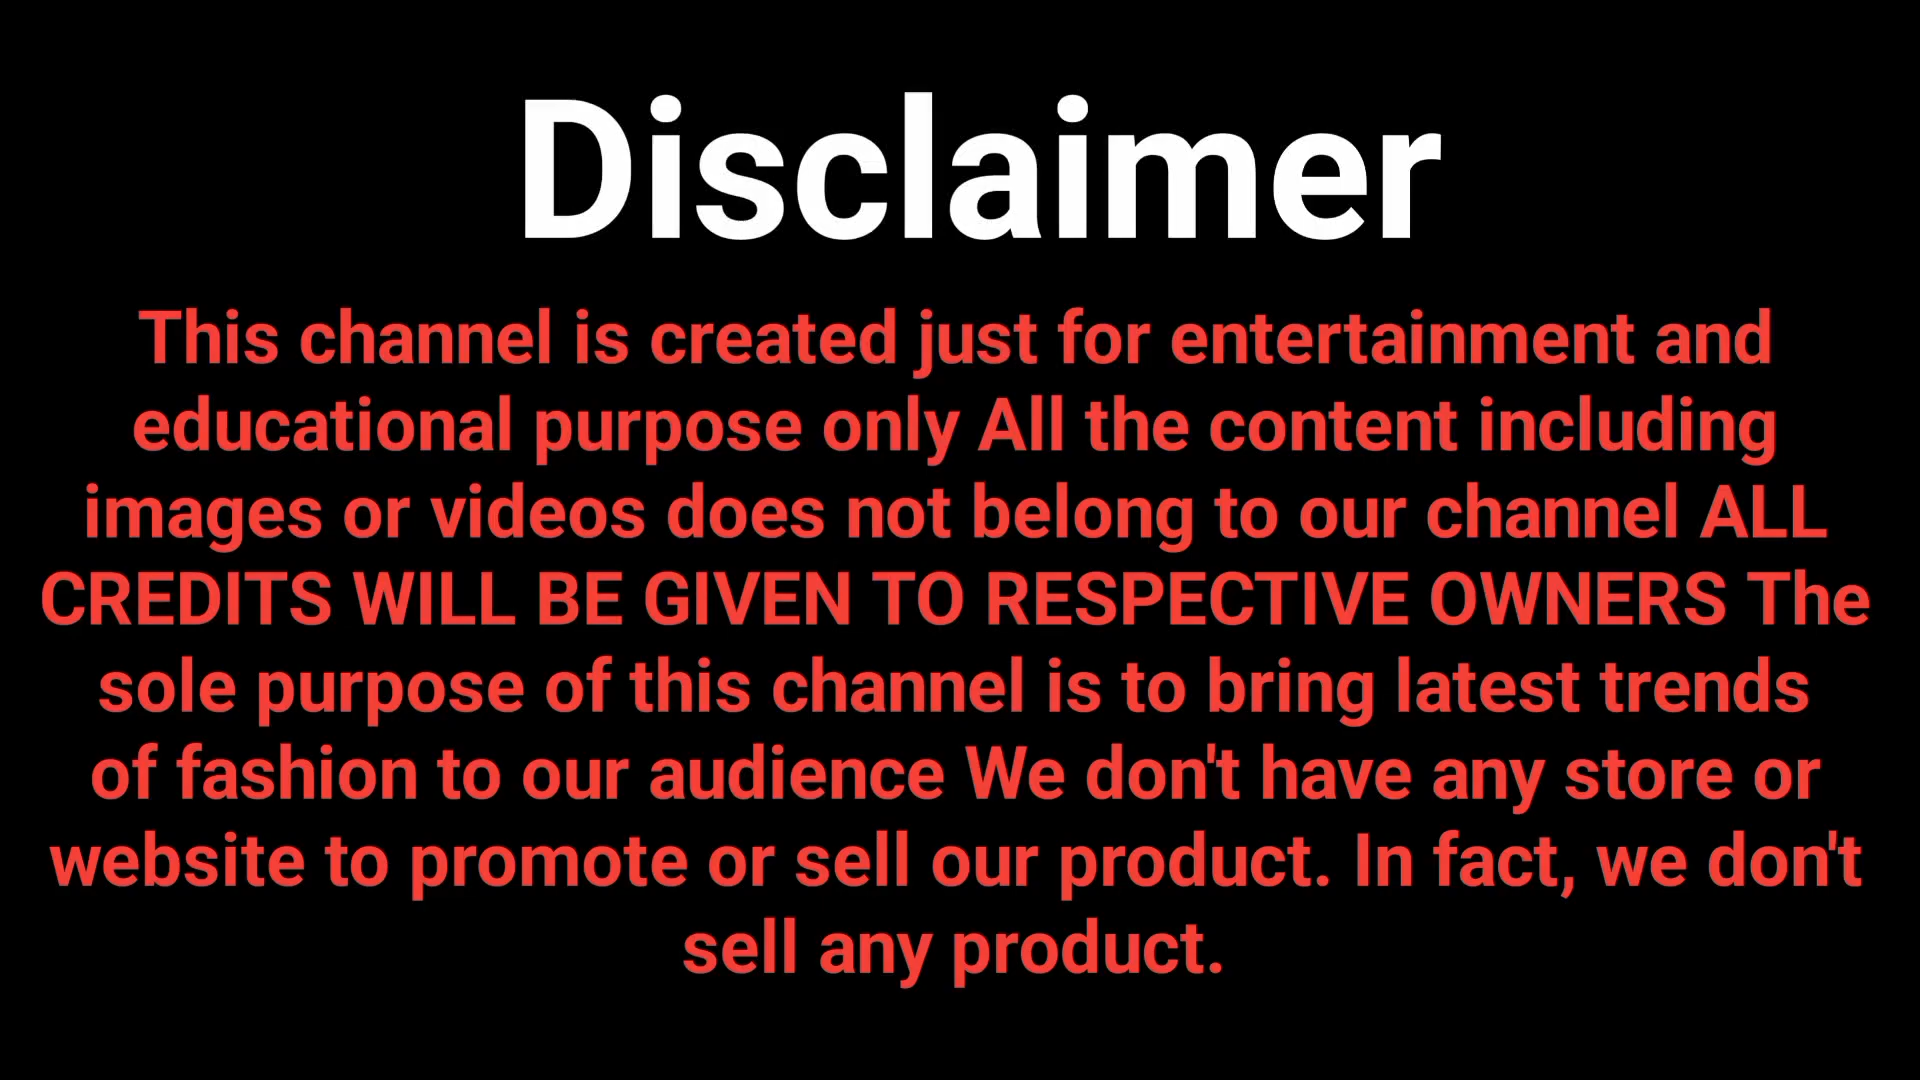 Disclaimer
This channel is created just for entertainment and
educational purpose only All the content including
images or videos does not belong to our channel ALL
CREDITS WILL BE GIVEN TO RESPECTIVE OWNERS The
sole purpose of this channel is to bring latest trends
of fashion to our audience We don't have any store or
website to promote or sell our product. In fact, we don't
sell any product.